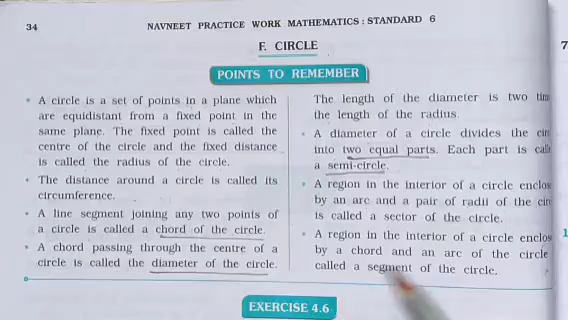 34
NAVNEET PRACTICE WORK MATHEMATICS : STANDARD 6
F. CIRCLE
POINTS TO REMEMBER
• A circle is a set of points in a plane which
are equidistant from a fixed point in the
same plane. The fixed point is called the
centre of the circle and the fixed distance
is called the radius of the circle.
• The distance around a circle is called its
circumference.
• A line segment joining any two points of
a circle is called a chord of the circle.
• A chord passing through the centre of a
circle is called the diameter of the circle.
The length of the diameter is two
the length of the radius.
• A diameter of a circle divides the
into two equal parts. Each part is
a semi-circle.
• A region in the interior of a circle
by an arc and a pair of radii of the
is called a sector of the circle.
• A region in the interior of a circle
by a chord and an arc of the circle
called a segment of the circle.
EXERCISE 4.6
7
1